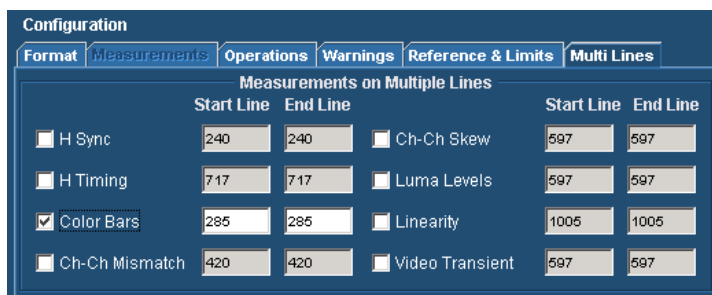 Configuration
Format Measurements Operations Warnings Reference & Limits Multi Lines
Measurements on Multiple Lines
Start Line End Line Start Line End Line
H Sync 240 240 Ch-Ch Skew 597 597
H Timing 717 717 Luma Levels 597 597
Color Bars 285 285 Linearity 1005 1005
Ch-Ch Mismatch 420 420 Video Transient 597 597